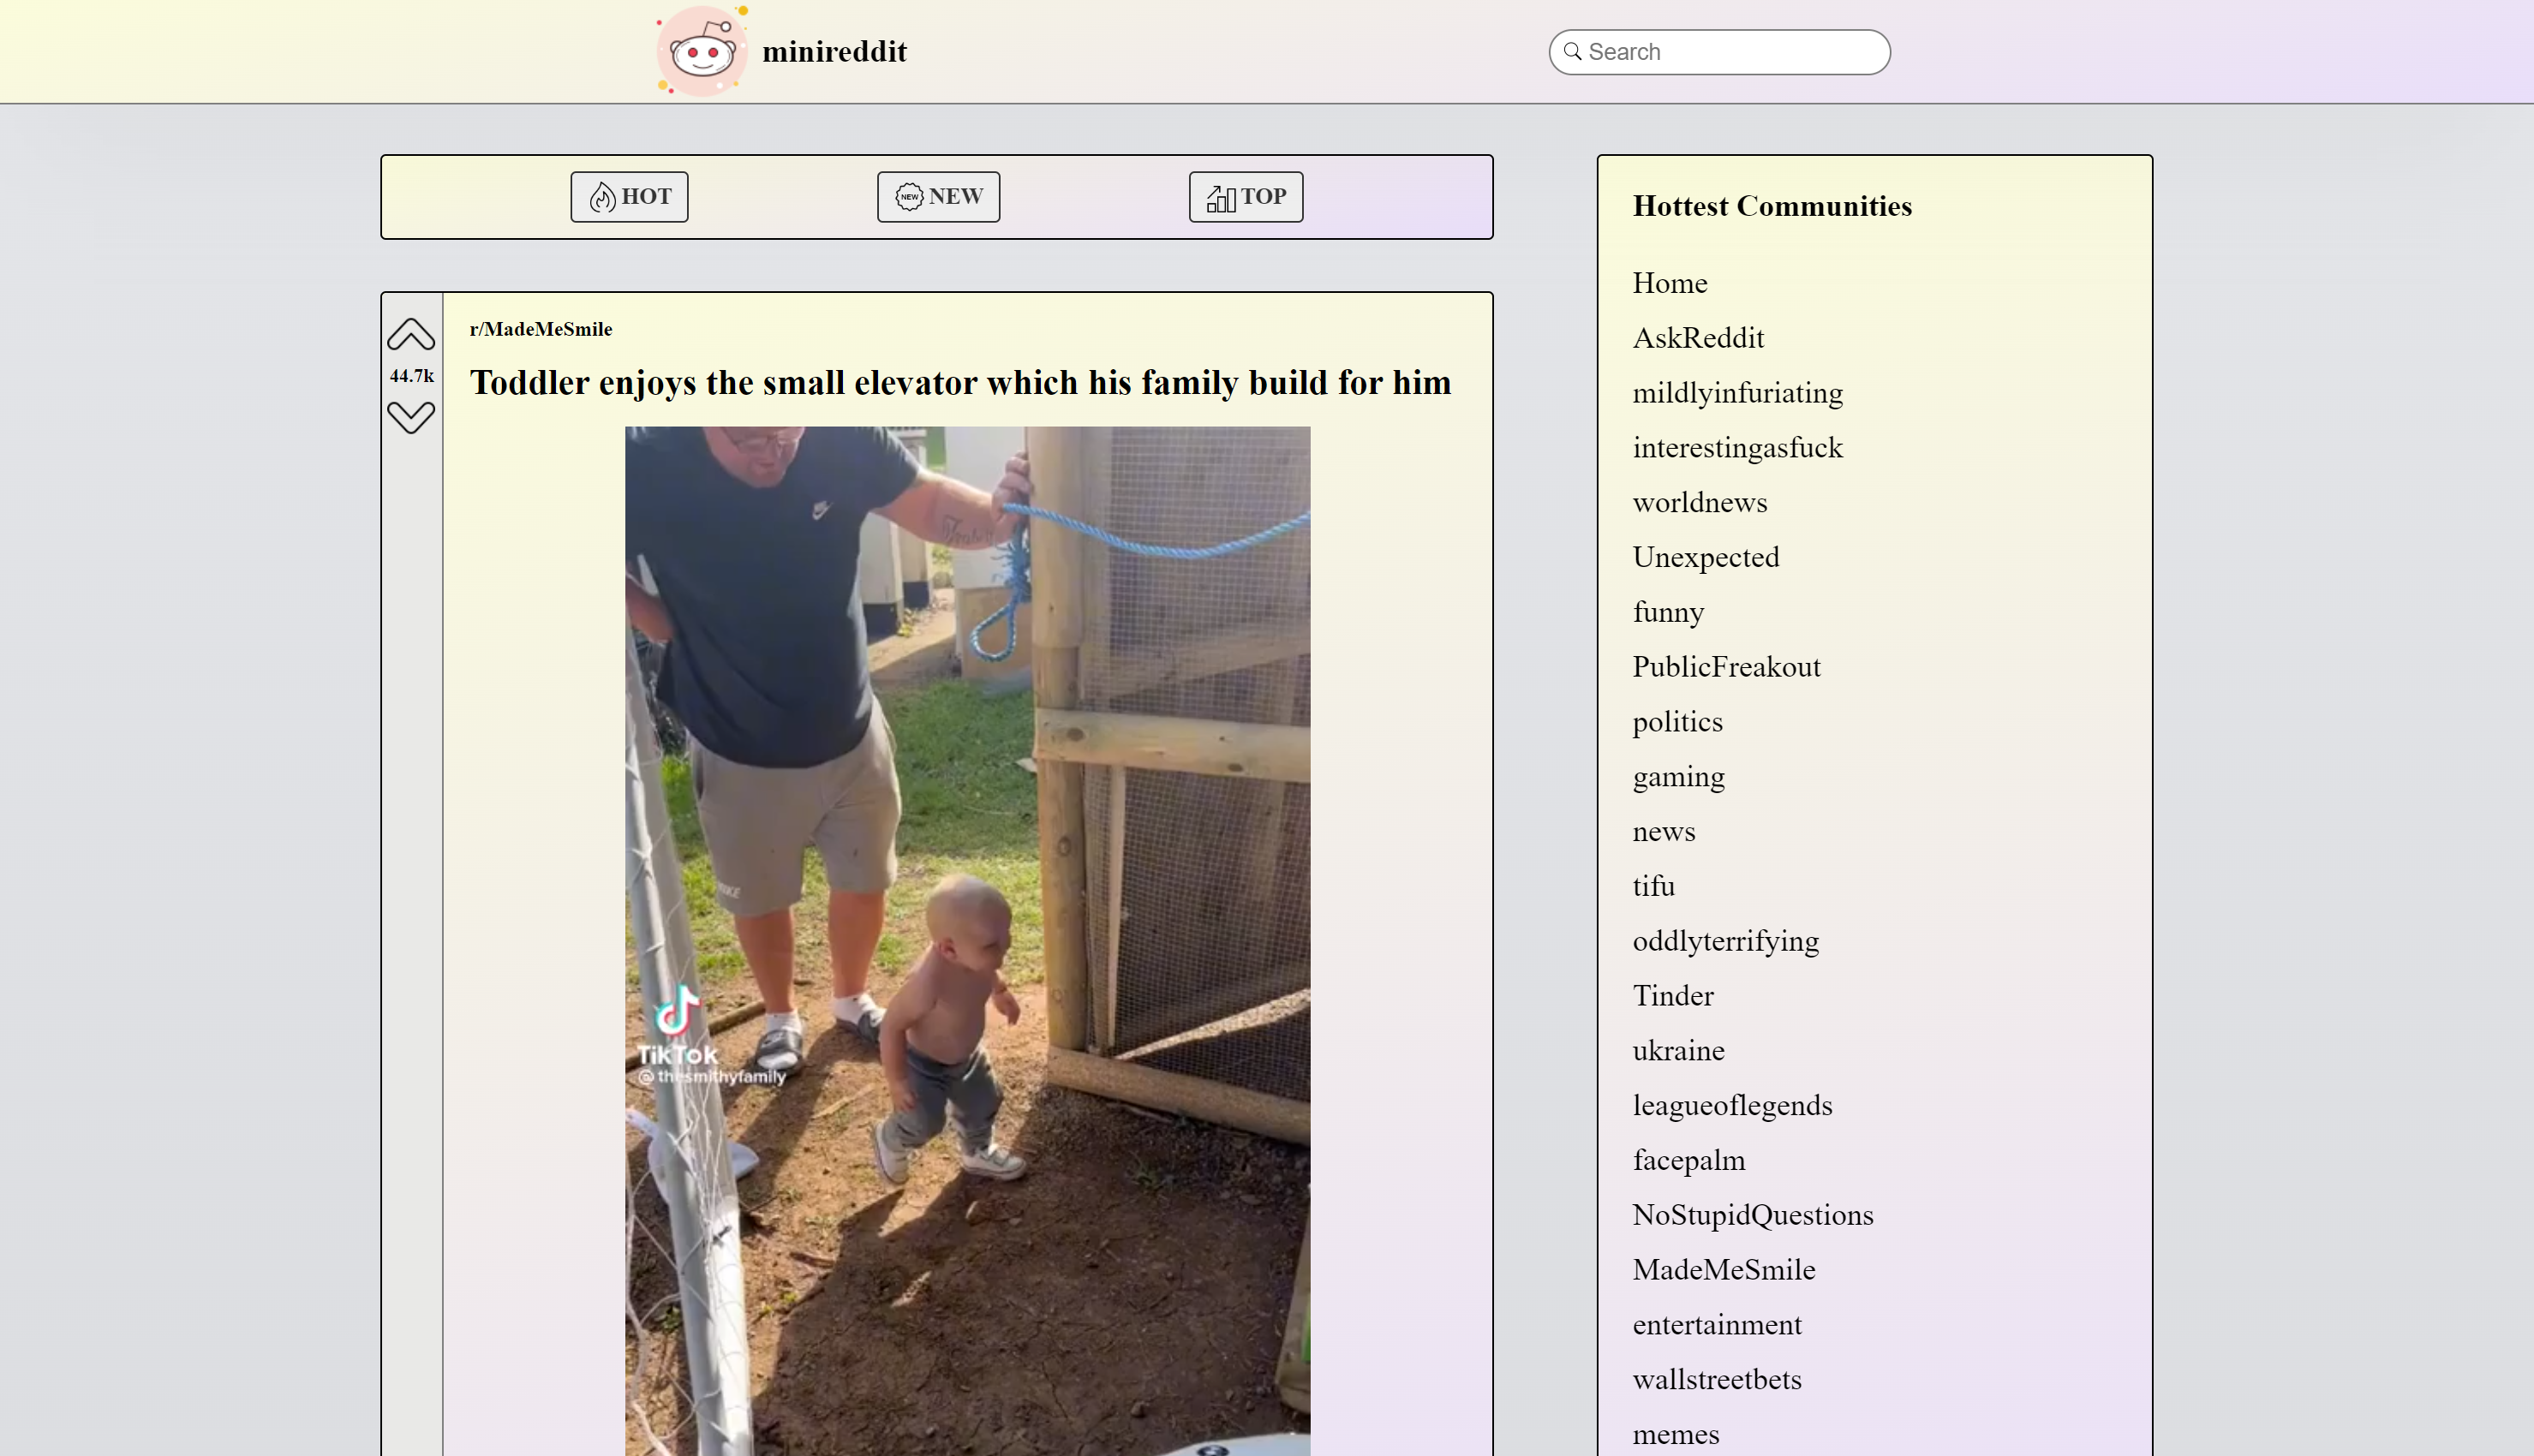 minireddit
Search
HOT
NEW
NEW
TOP
r/MadeMeSmile
44.7k
Toddler enjoys the small elevator which his family build for him
TikTok
@ thesmithyfamily
Hottest Communities
Home
AskReddit
mildlyinfuriating
interestingasfuck
worldnews
Unexpected
funny
PublicFreakout
politics
gaming
news
tifu
oddlyterrifying
Tinder
ukraine
leagueoflegends
facepalm
NoStupidQuestions
MadeMeSmile
entertainment
wallstreetbets
memes